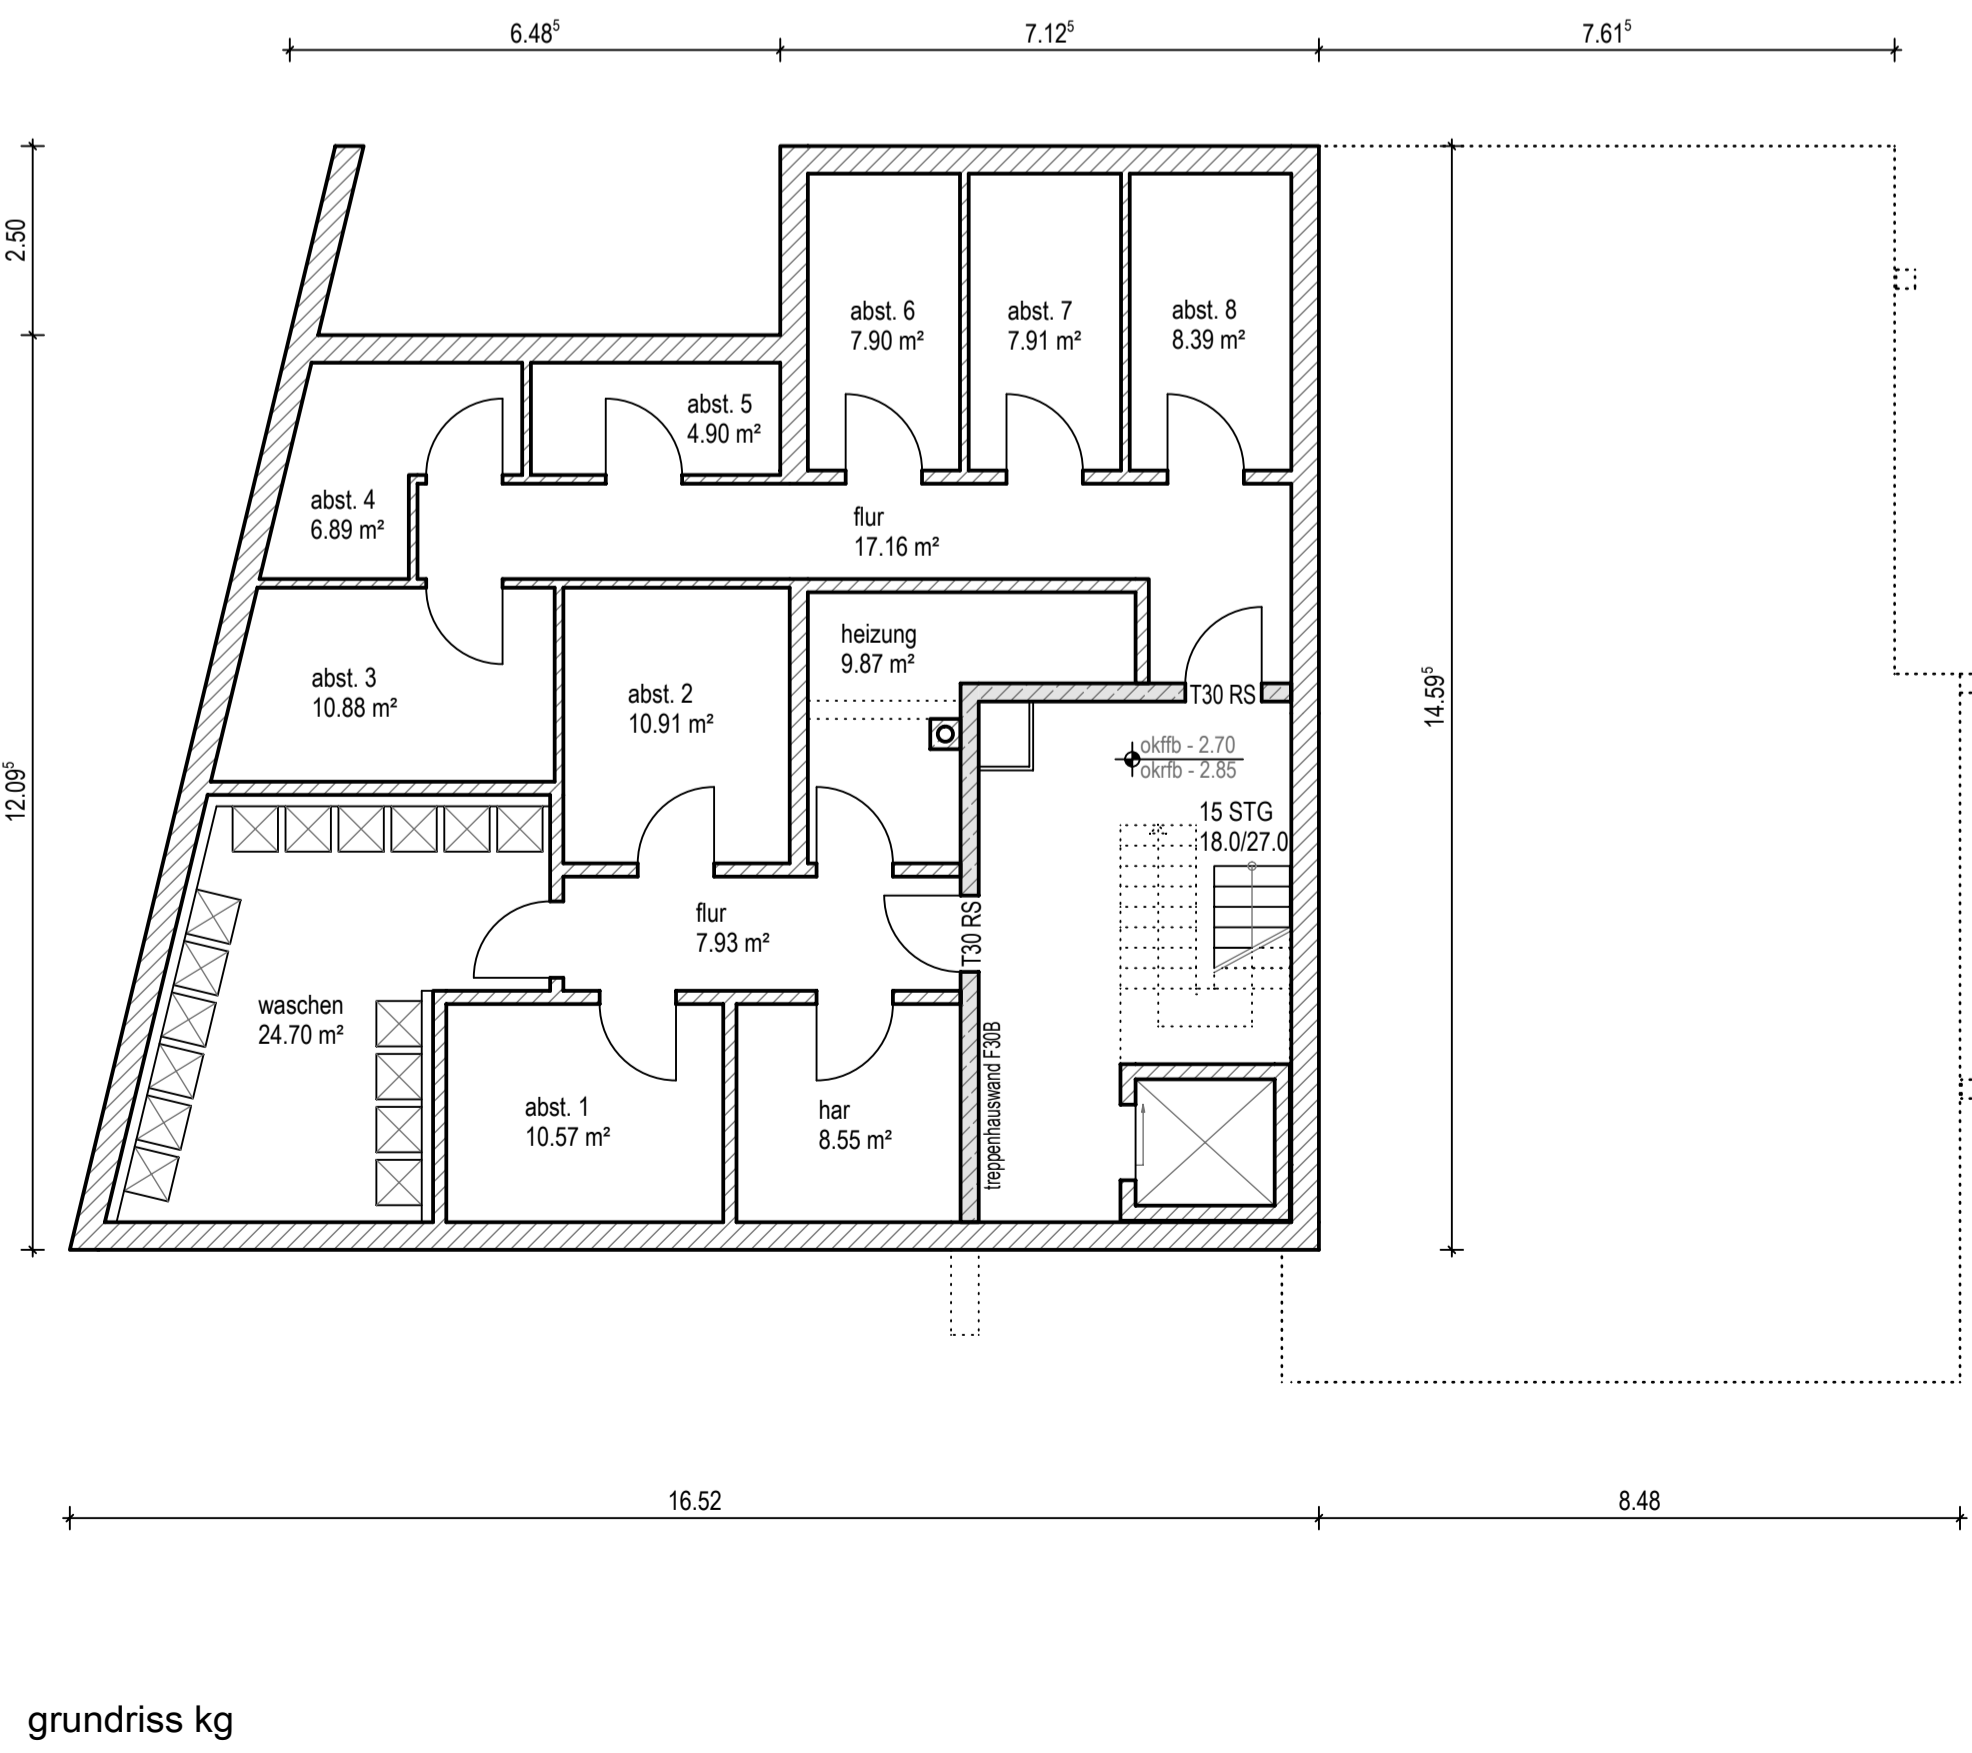 6.48⁵
7.12⁵
7.61⁵
2.50
12.09⁵
14.59⁵
abst. 6
7.90 m²
abst. 7
7.91 m²
abst. 8
8.39 m²
abst. 5
4.90 m²
abst. 4
6.89 m²
flur
17.16 m²
heizung
9.87 m²
abst. 3
10.88 m²
abst. 2
10.91 m²
T30 RS
okffb - 2.70
okrfb - 2.85
15 STG
18.0/27.0
flur
7.93 m²
T30 RS
waschen
24.70 m²
treppenhauswand F30B
abst. 1
10.57 m²
har
8.55 m²
16.52
8.48
grundriss kg